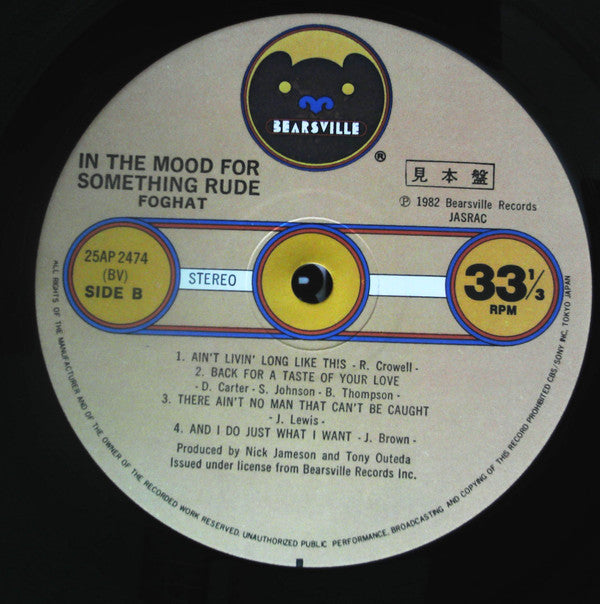 BEARSVILLE
®
IN THE MOOD FOR
SOMETHING RUDE
FOGHAT
見本盤
℗ 1982 Bearsville Records
JASRAC
25AP 2474
(BV)
SIDE B
STEREO
33 1/3
RPM
1. AIN'T LIVIN' LONG LIKE THIS - R. Crowell -
2. BACK FOR A TASTE OF YOUR LOVE
- D. Carter - S. Johnson - B. Thompson -
3. THERE AIN'T NO MAN THAT CAN'T BE CAUGHT
- J. Lewis -
4. AND I DO JUST WHAT I WANT - J. Brown -
Produced by Nick Jameson and Tony Outeda
Issued under license from Bearsville Records Inc.
ALL RIGHTS OF THE MANUFACTURER AND OF THE OWNER OF THE RECORDED WORK RESERVED. UNAUTHORIZED PUBLIC PERFORMANCE, BROADCASTING AND COPYING OF THIS RECORD PROHIBITED CBS/SONY INC. TOKYO JAPAN